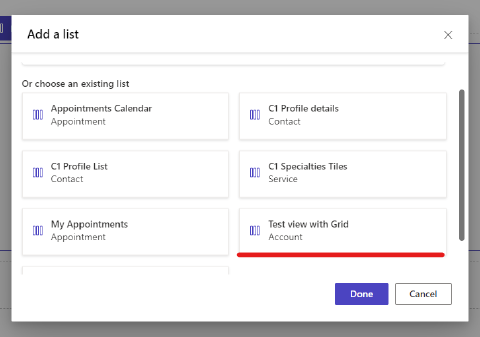 Add a list
Or choose an existing list
Appointments Calendar
Appointment
C1 Profile details
Contact
C1 Profile List
Contact
C1 Specialties Tiles
Service
My Appointments
Appointment
Test view with Grid
Account
Done
Cancel